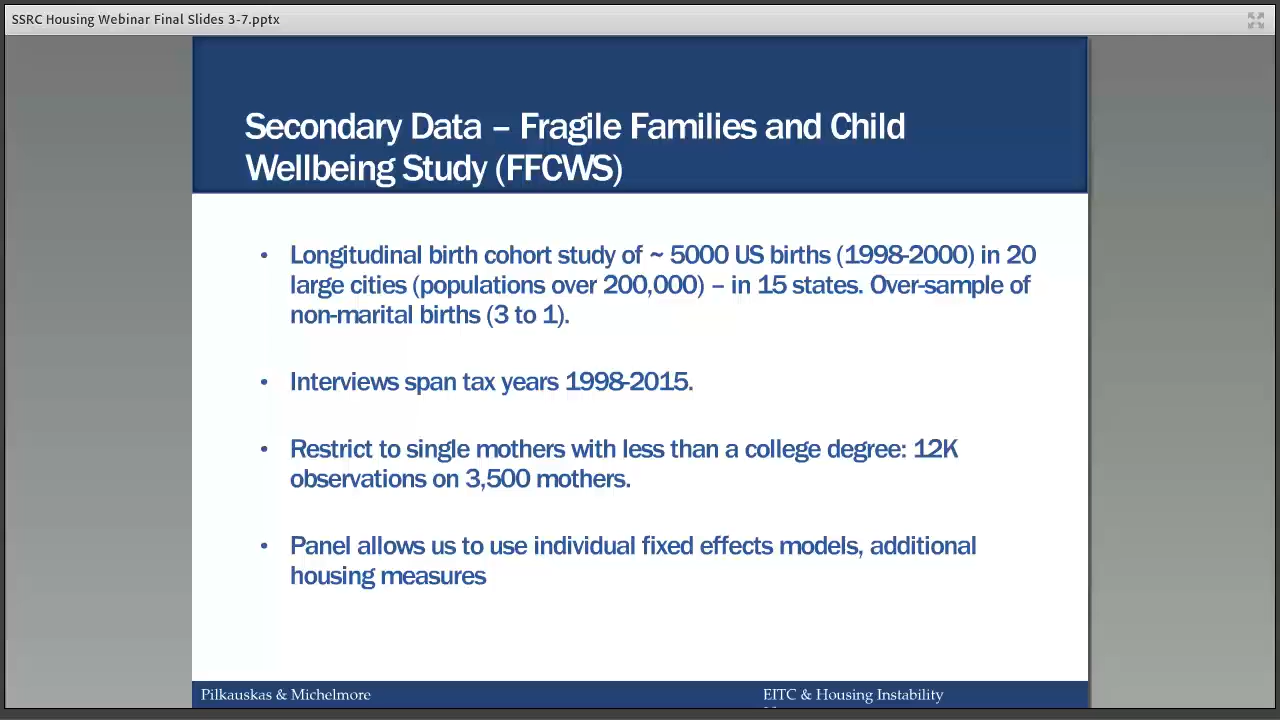 SSRC Housing Webinar Final Slides 3-7.pptx
Secondary Data – Fragile Families and Child
Wellbeing Study (FFCWS)
• Longitudinal birth cohort study of ~ 5000 US births (1998-2000) in 20
large cities (populations over 200,000) – in 15 states. Over-sample of
non-marital births (3 to 1).
• Interviews span tax years 1998-2015.
• Restrict to single mothers with less than a college degree: 12K
observations on 3,500 mothers.
• Panel allows us to use individual fixed effects models, additional
housing measures
Pilkauskas & Michelmore
EITC & Housing Instability